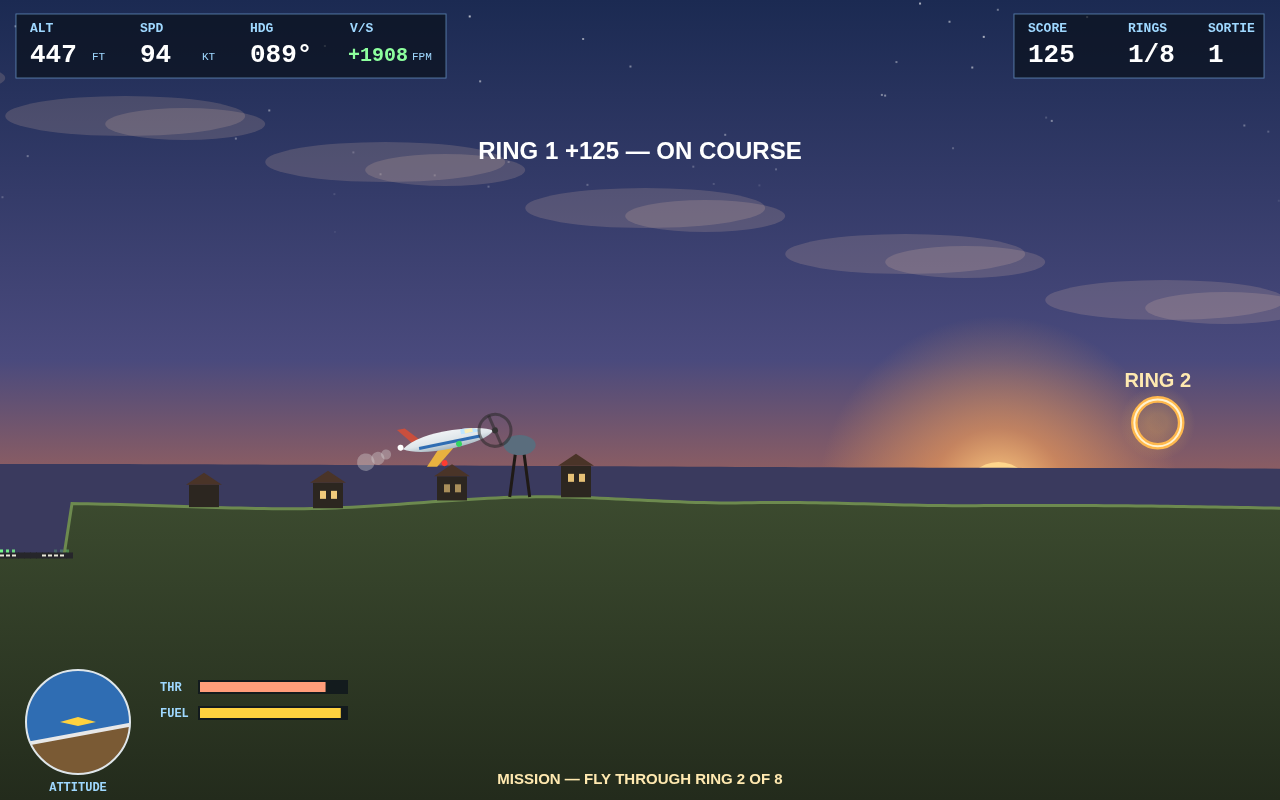 ALT SPD HDG V/S
447 FT 94 KT 089° +1908 FPM
SCORE RINGS SORTIE
125 1/8 1
RING 1 +125 — ON COURSE
RING 2
THR
FUEL
ATTITUDE
MISSION — FLY THROUGH RING 2 OF 8